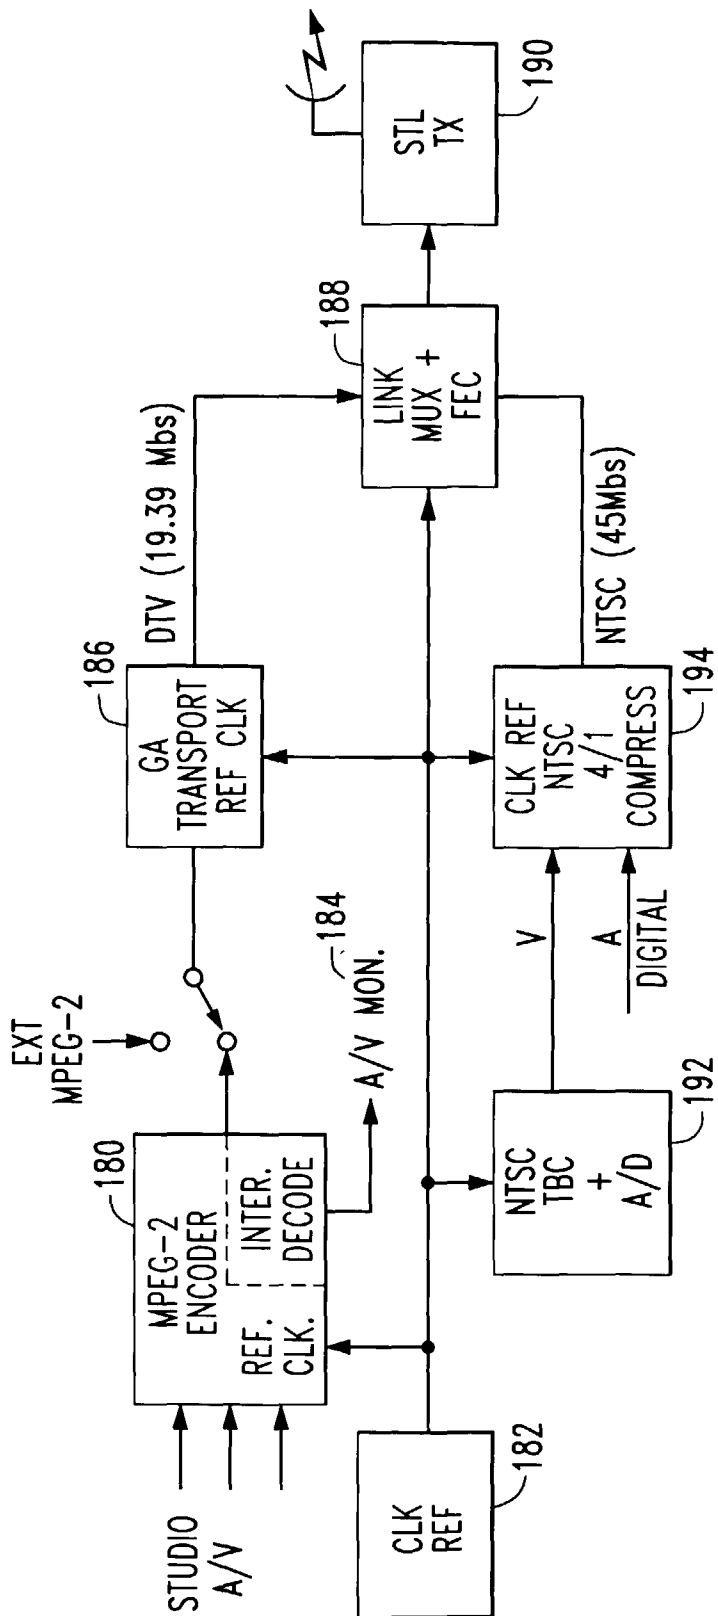 STUDIO
A/V
180
MPEG-2
ENCODER
REF.
CLK.
INTER.
DECODE
EXT
MPEG-2
A/V MON.
184
186
GA
TRANSPORT
REF CLK
DTV (19.39 Mbs)
188
LINK
MUX +
FEC
STL
TX
190
CLK
REF
182
NTSC
TBC
+
A/D
192
V
A
DIGITAL
CLK REF
NTSC
4/1
COMPRESS
194
NTSC (45Mbs)